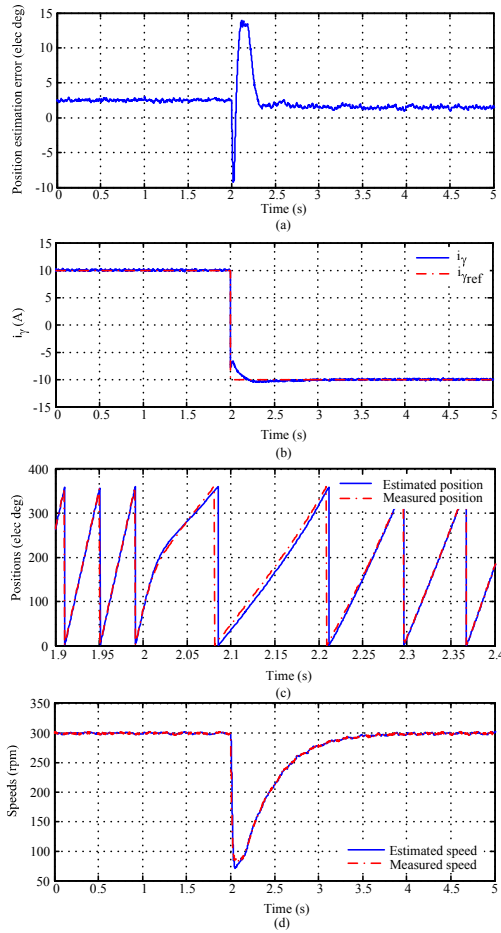 Position estimation error (elec deg)
15
10
5
0
-5
-10
0 0.5 1 1.5 2 2.5 3 3.5 4 4.5 5
Time (s)
(a)
iγ (A)
15
10
5
0
-5
-10
-15
iγ
iγref
0 0.5 1 1.5 2 2.5 3 3.5 4 4.5 5
Time (s)
(b)
Positions (elec deg)
400
300
200
100
0
Estimated position
Measured position
1.9 1.95 2 2.05 2.1 2.15 2.2 2.25 2.3 2.35 2.4
Time (s)
(c)
Speeds (rpm)
350
300
250
200
150
100
50
Estimated speed
Measured speed
0 0.5 1 1.5 2 2.5 3 3.5 4 4.5 5
Time (s)
(d)